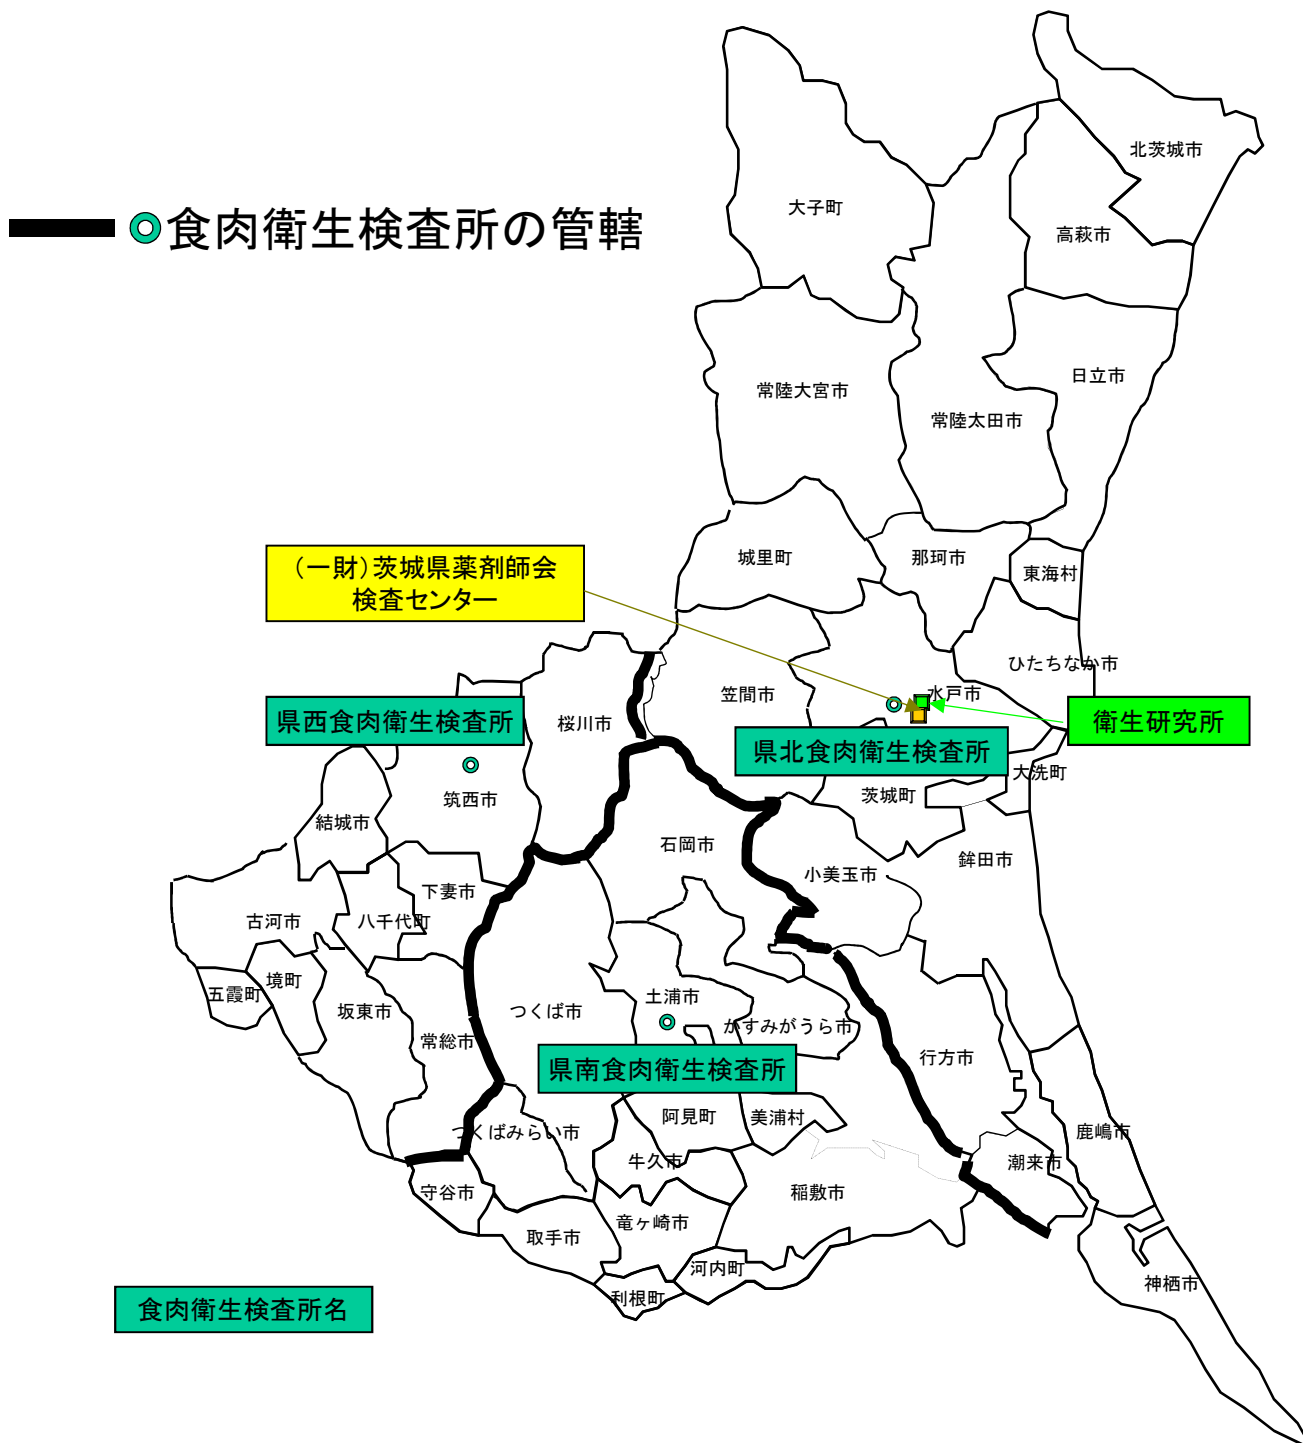 北茨城市
大子町
食肉衛生検査所の管轄
高萩市
日立市
常陸大宮市
常陸太田市
城里町
那珂市
東海村
(一財)茨城県薬剤師会
検査センター
ひたちなか市
笠間市
水戸市
県西食肉衛生検査所
桜川市
衛生研究所
県北食肉衛生検査所
大洗町
筑西市
茨城町
結城市
石岡市
小美玉市
鉾田市
下妻市
古河市
八千代町
境町
五霞町
坂東市
つくば市
土浦市
かすみがうら市
常総市
行方市
県南食肉衛生検査所
阿見町
美浦村
つくばみらい市
鹿嶋市
牛久市
潮来市
守谷市
稲敷市
竜ヶ崎市
取手市
河内町
神栖市
利根町
食肉衛生検査所名